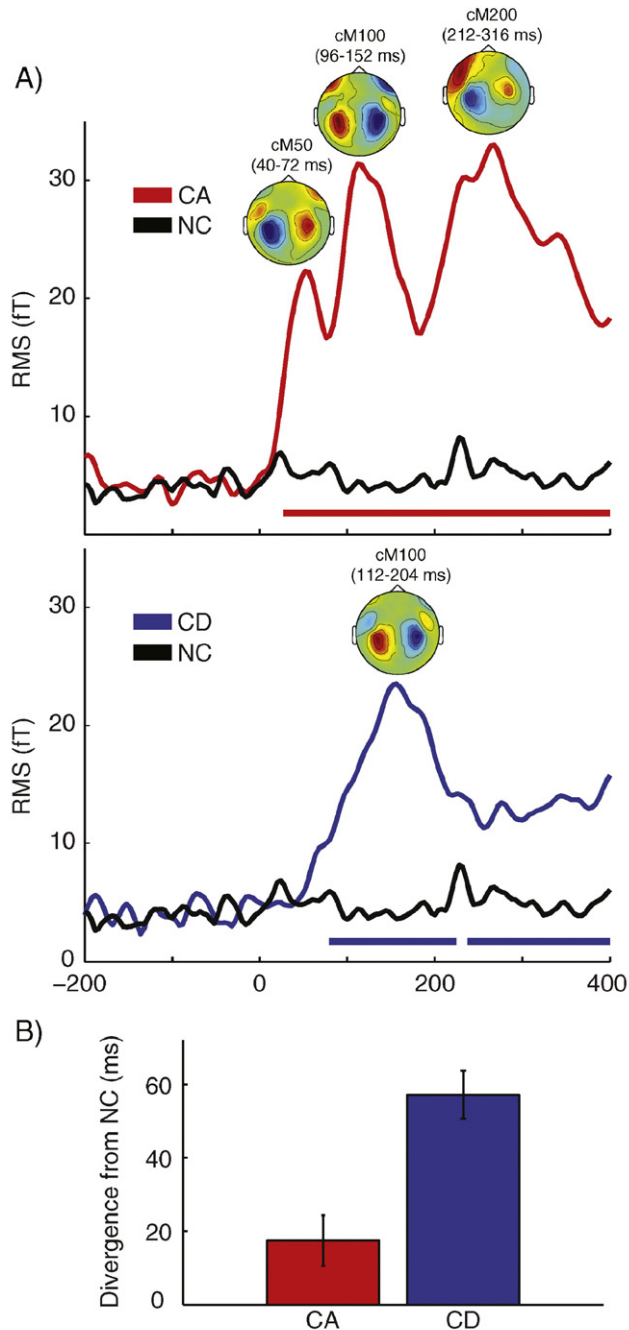 A)
cM50
(40-72 ms)
cM100
(96-152 ms)
cM200
(212-316 ms)
CA
NC
RMS (fT)
30
20
10
cM100
(112-204 ms)
CD
NC
RMS (fT)
30
20
10
0
−200
0
200
400
B)
Divergence from NC (ms)
60
40
20
0
CA
CD